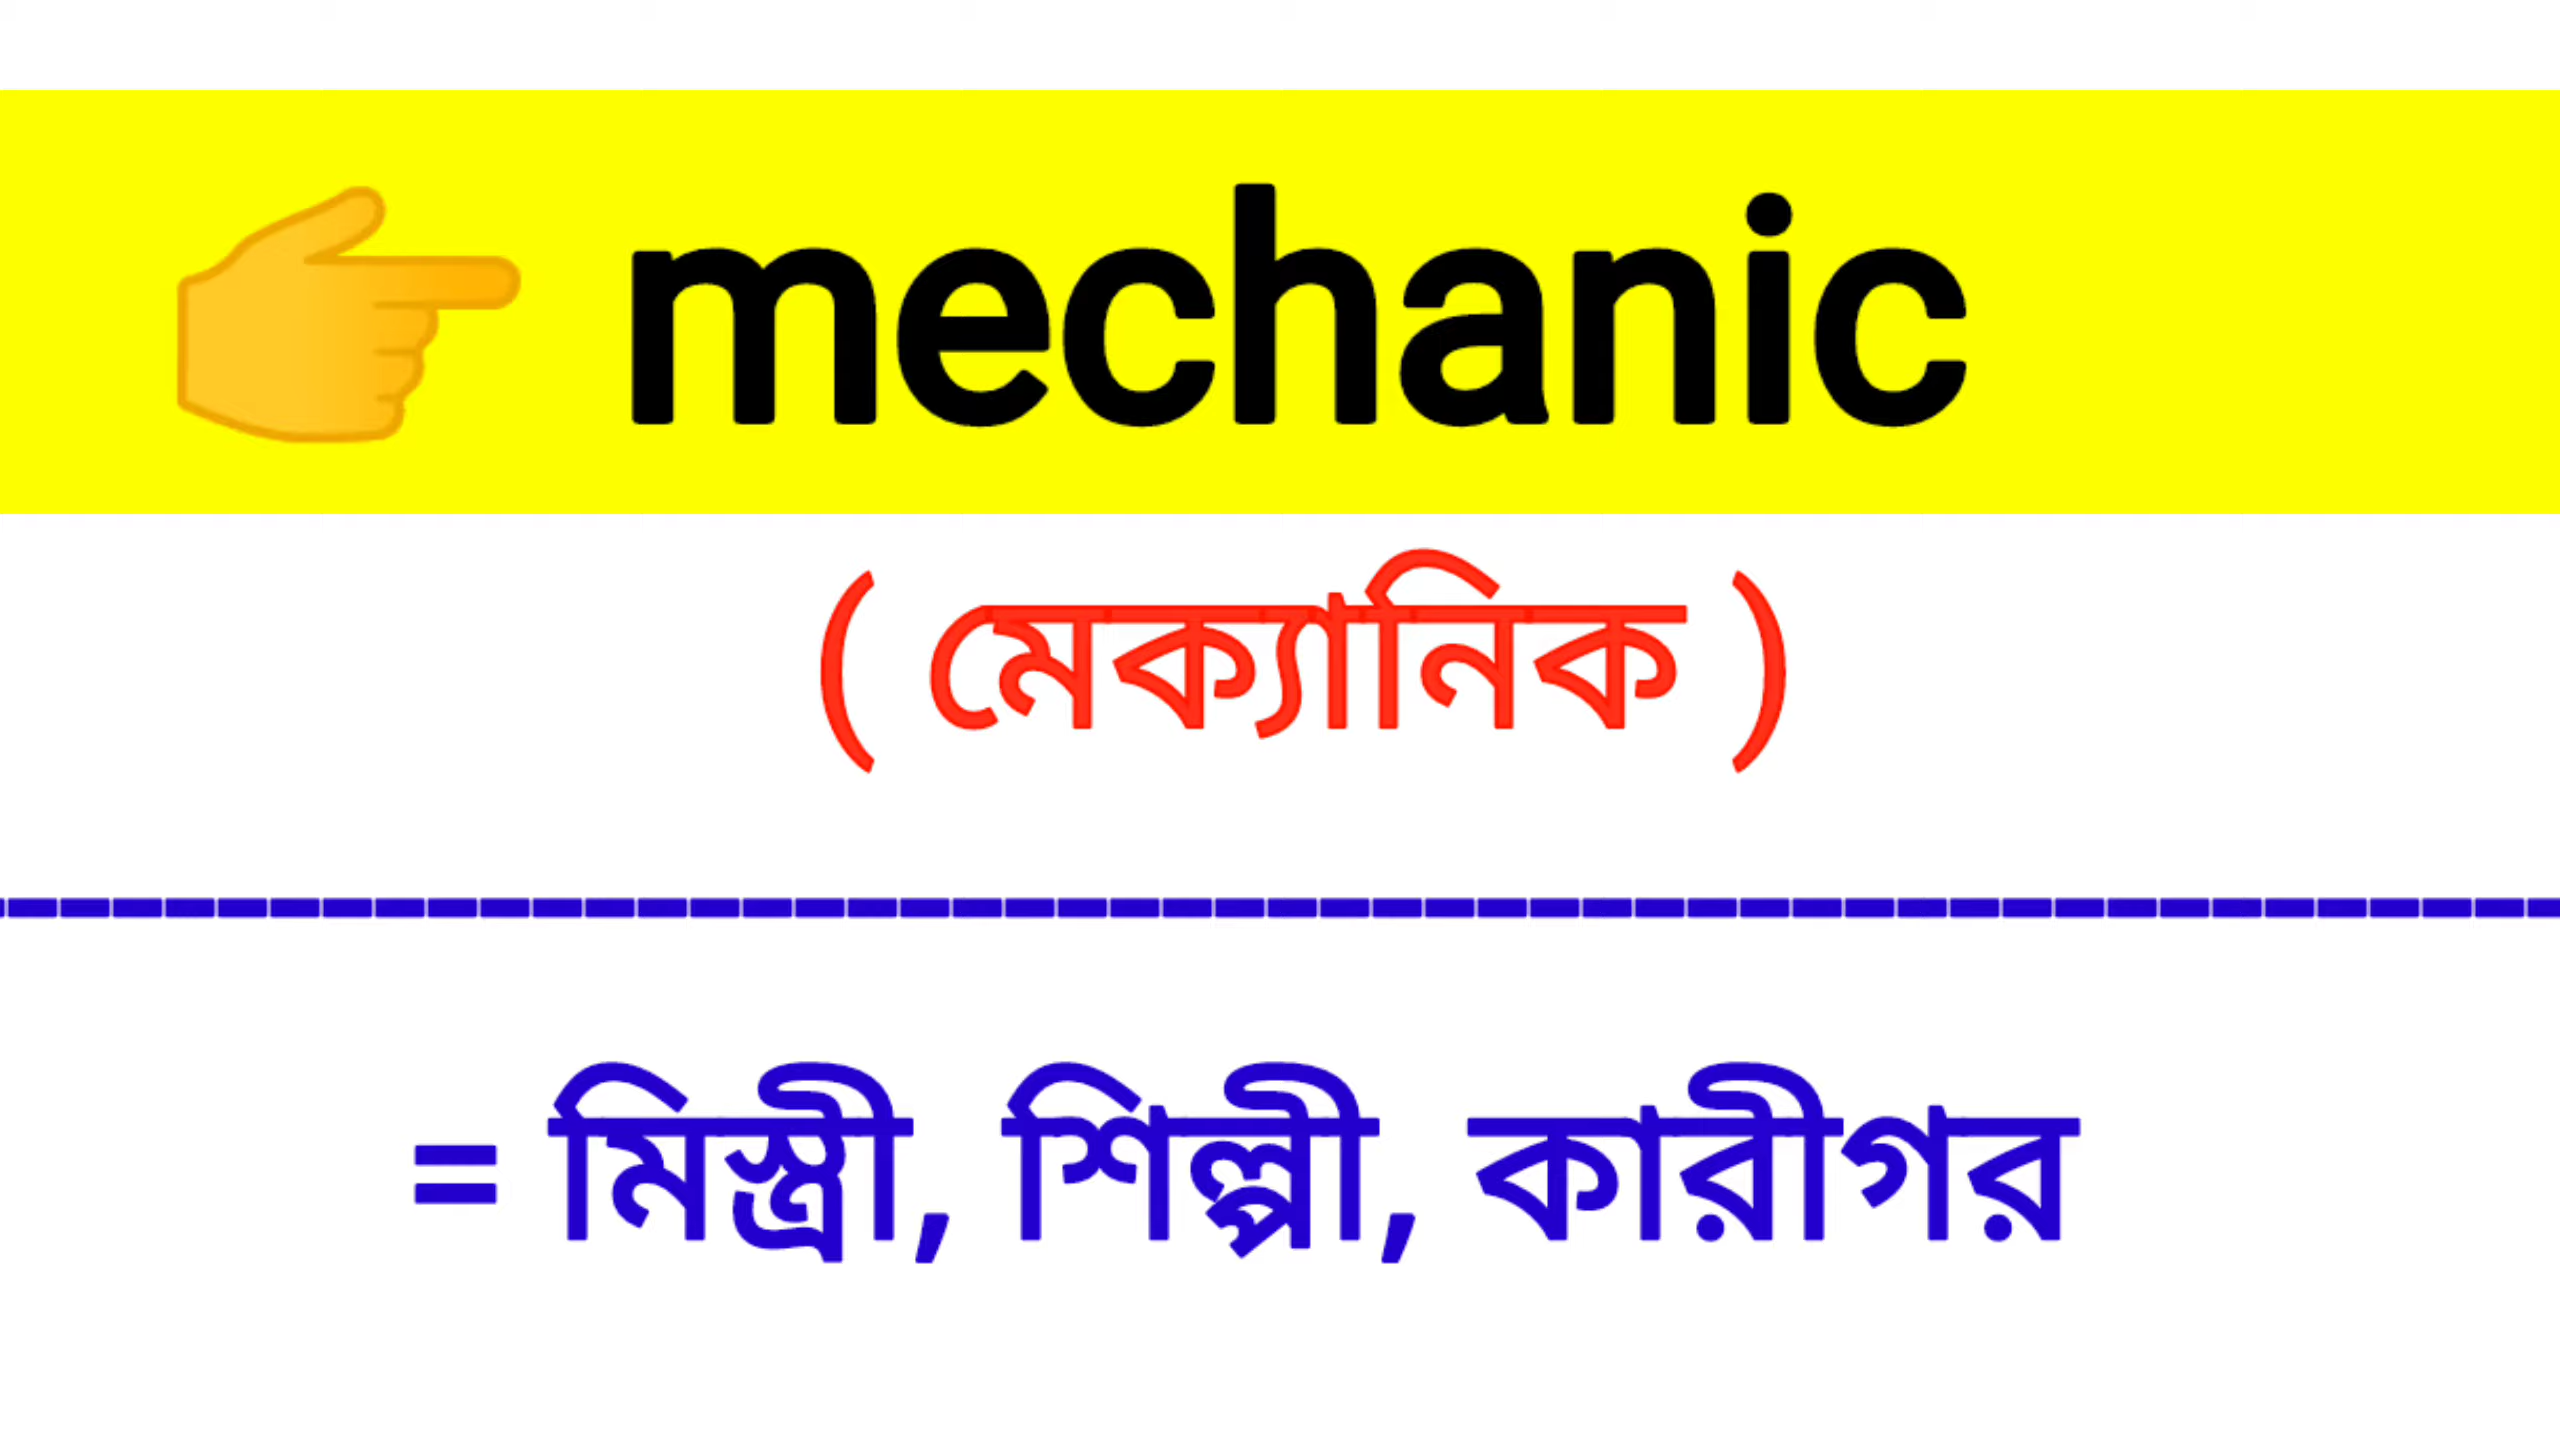 👉 mechanic
( মেক্যানিক )
= মিস্ত্রী, শিল্পী, কারীগর